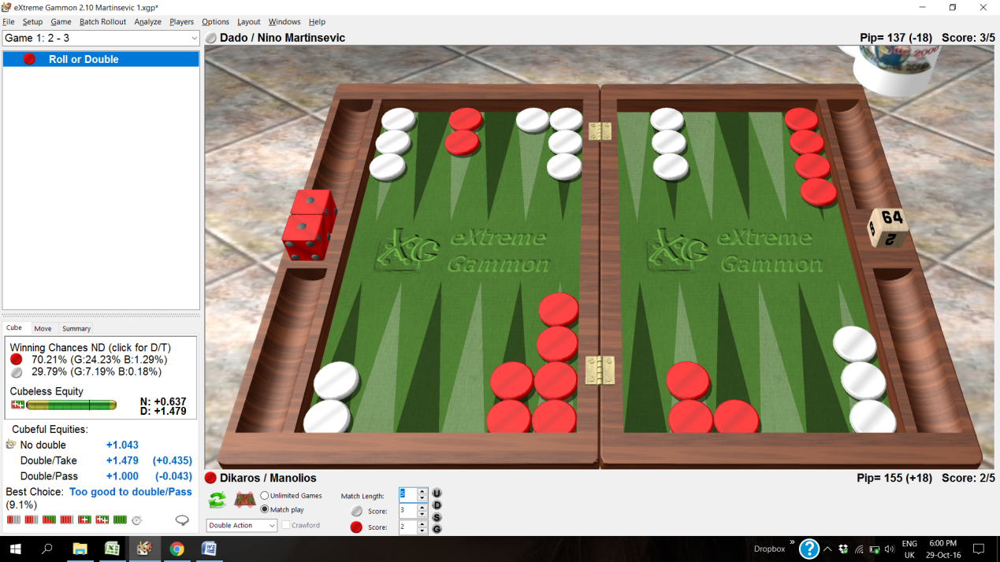 eXtreme Gammon 2.10 Martinsevic 1.xgp*
File Setup Game Batch Rollout Analyze Players Options Layout Windows Help
Game 1: 2 - 3
Dado / Nino Martinsevic Pip= 137 (-18) Score: 3/5
Roll or Double
2000
64
8
2
XG eXtreme Gammon
XG eXtreme Gammon
Cube Move Summary
Winning Chances ND (click for D/T)
70.21% (G:24.23% B:1.29%)
29.79% (G:7.19% B:0.18%)
Cubeless Equity
N: +0.637
D: +1.479
Cubeful Equities:
No double +1.043
Double/Take +1.479 (+0.435)
Double/Pass +1.000 (-0.043)
Best Choice: Too good to double/Pass
(9.1%)
Dikaros / Manolios Pip= 155 (+18) Score: 2/5
Unlimited Games
Match play
Double Action
Crawford
Match Length: 5 U
D
Score: 3
S
Score: 2 G
Dropbox
ENG
UK
6:00 PM
29-Oct-16